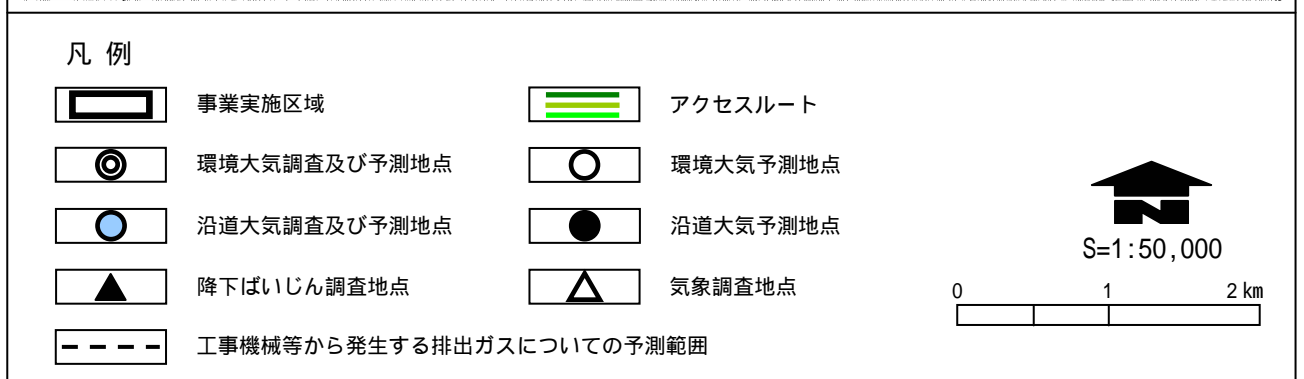 凡 例
事業実施区域 アクセスルート
環境大気調査及び予測地点 環境大気予測地点
沿道大気調査及び予測地点 沿道大気予測地点
降下ばいじん調査地点 気象調査地点
工事機械等から発生する排出ガスについての予測範囲
N
S=1:50,000
0 1 2 km